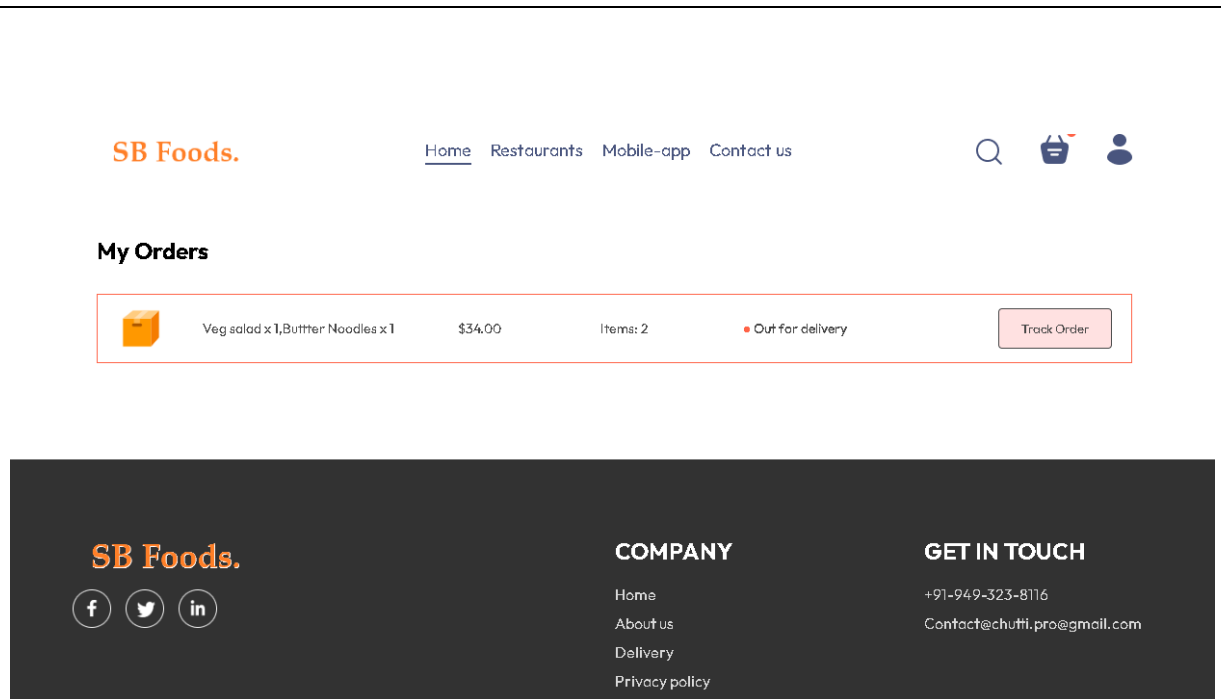 SB Foods.
Home Restaurants Mobile-app Contact us
My Orders
Veg salad x 1,Buttter Noodles x 1 $34.00 Items: 2 Out for delivery Track Order
SB Foods.
COMPANY
GET IN TOUCH
Home
+91-949-323-8116
About us
Contact@chutti.pro@gmail.com
Delivery
Privacy policy